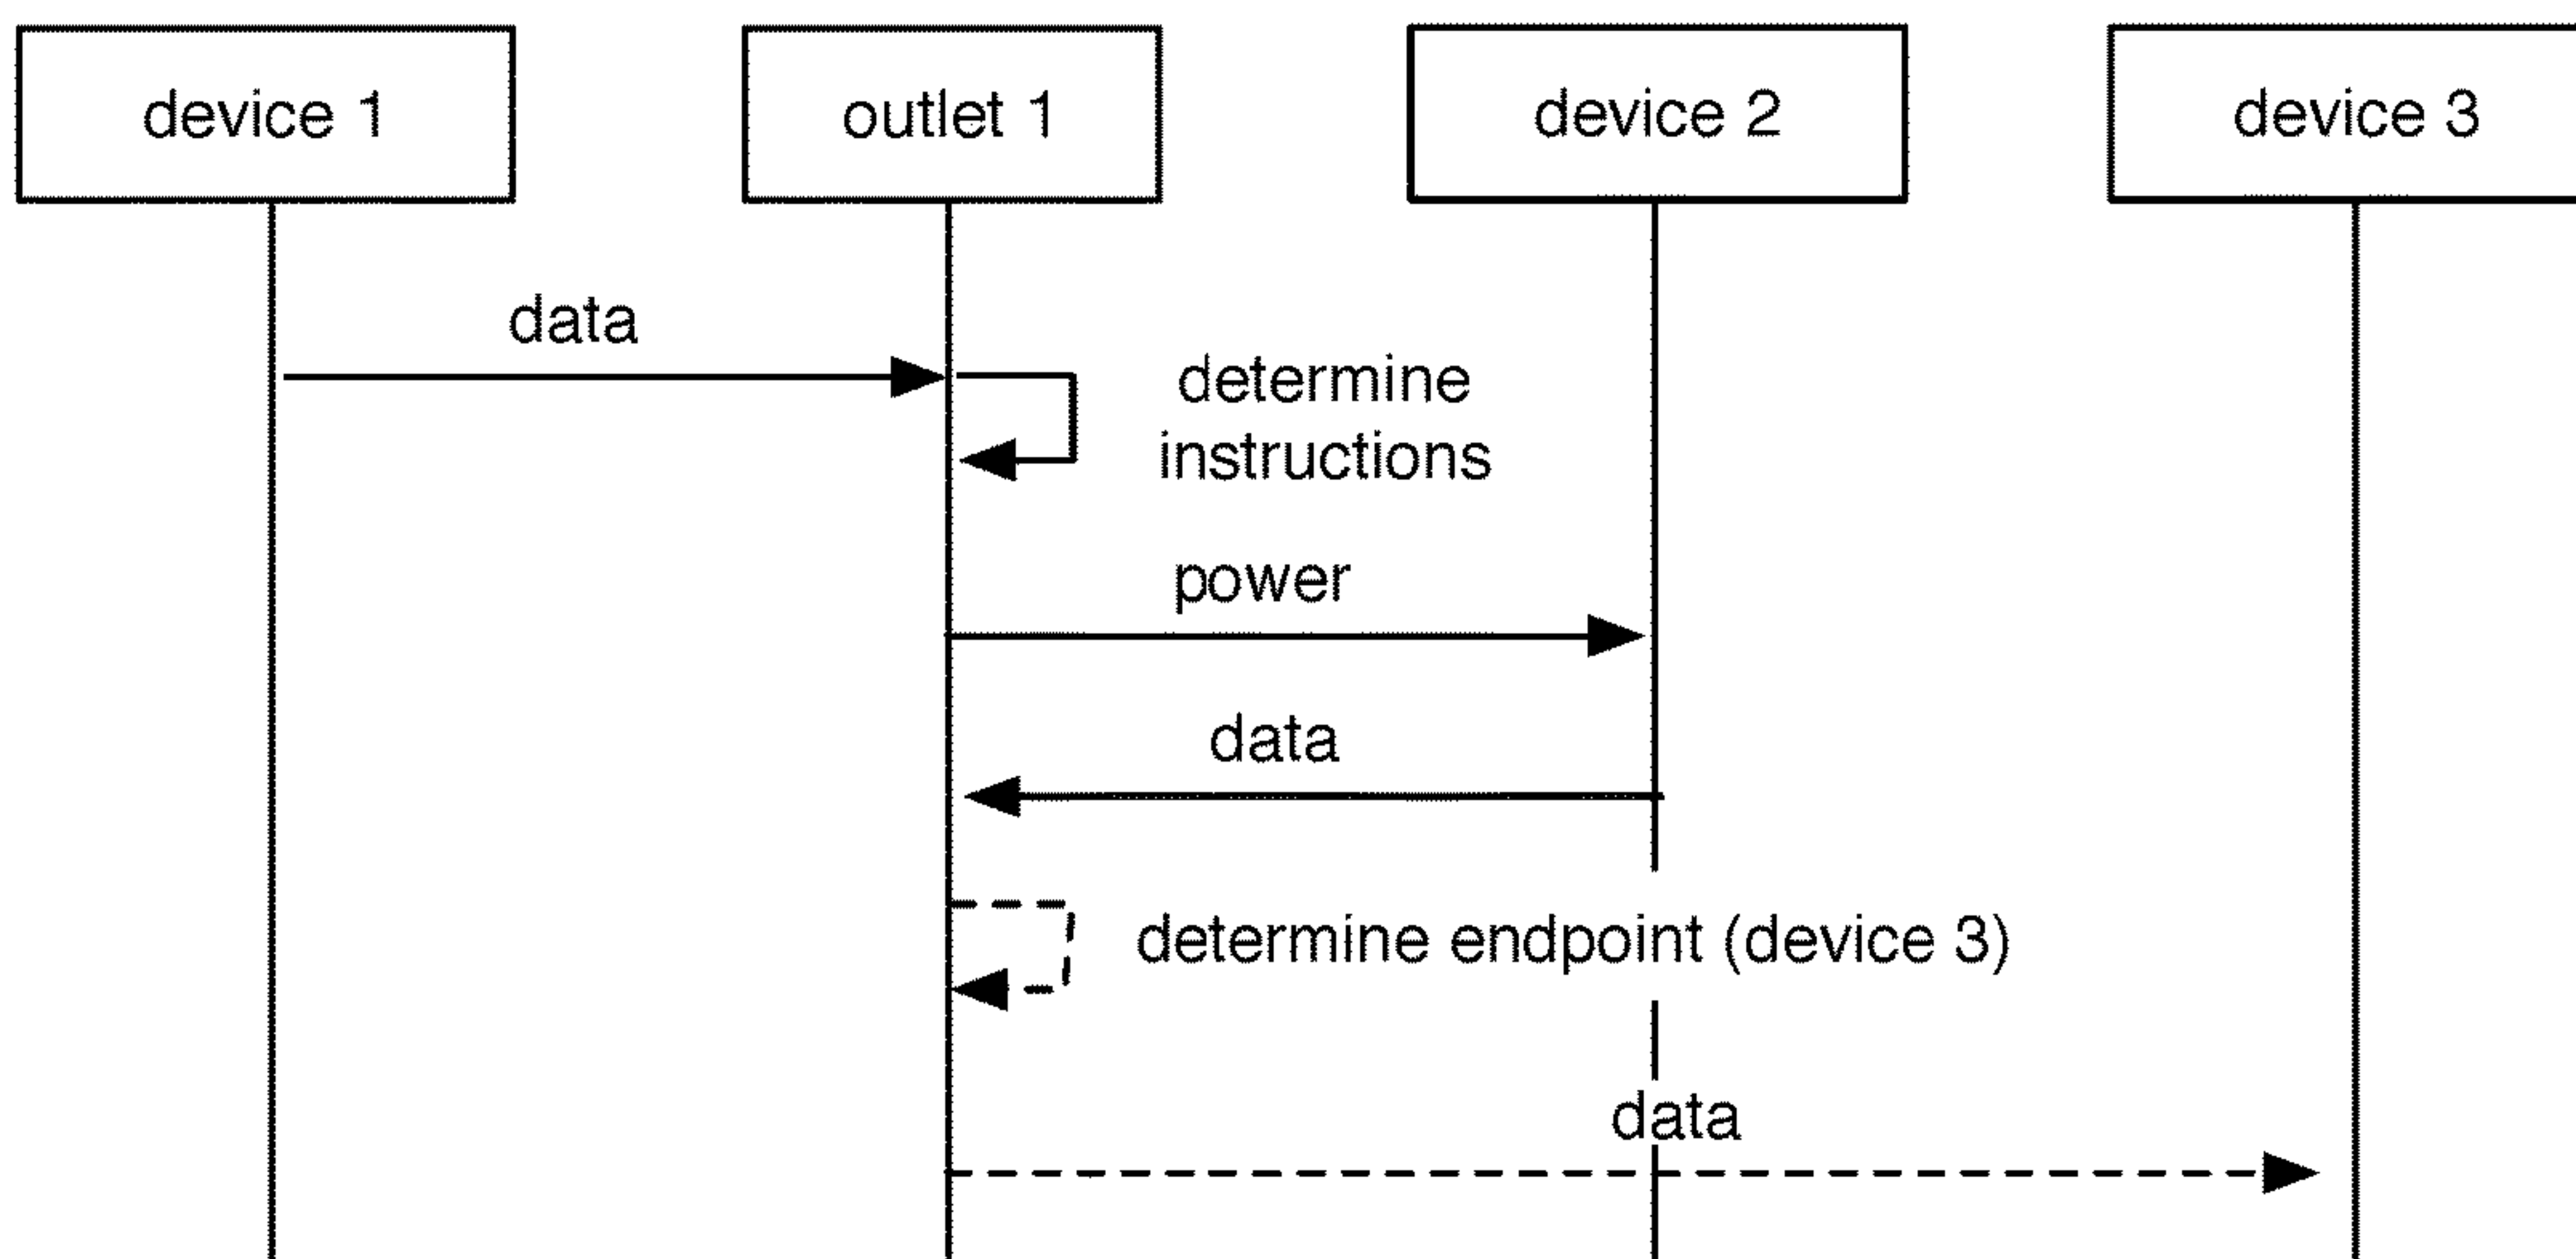 device 1
outlet 1
device 2
device 3
data
determine
instructions
power
data
determine endpoint (device 3)
data